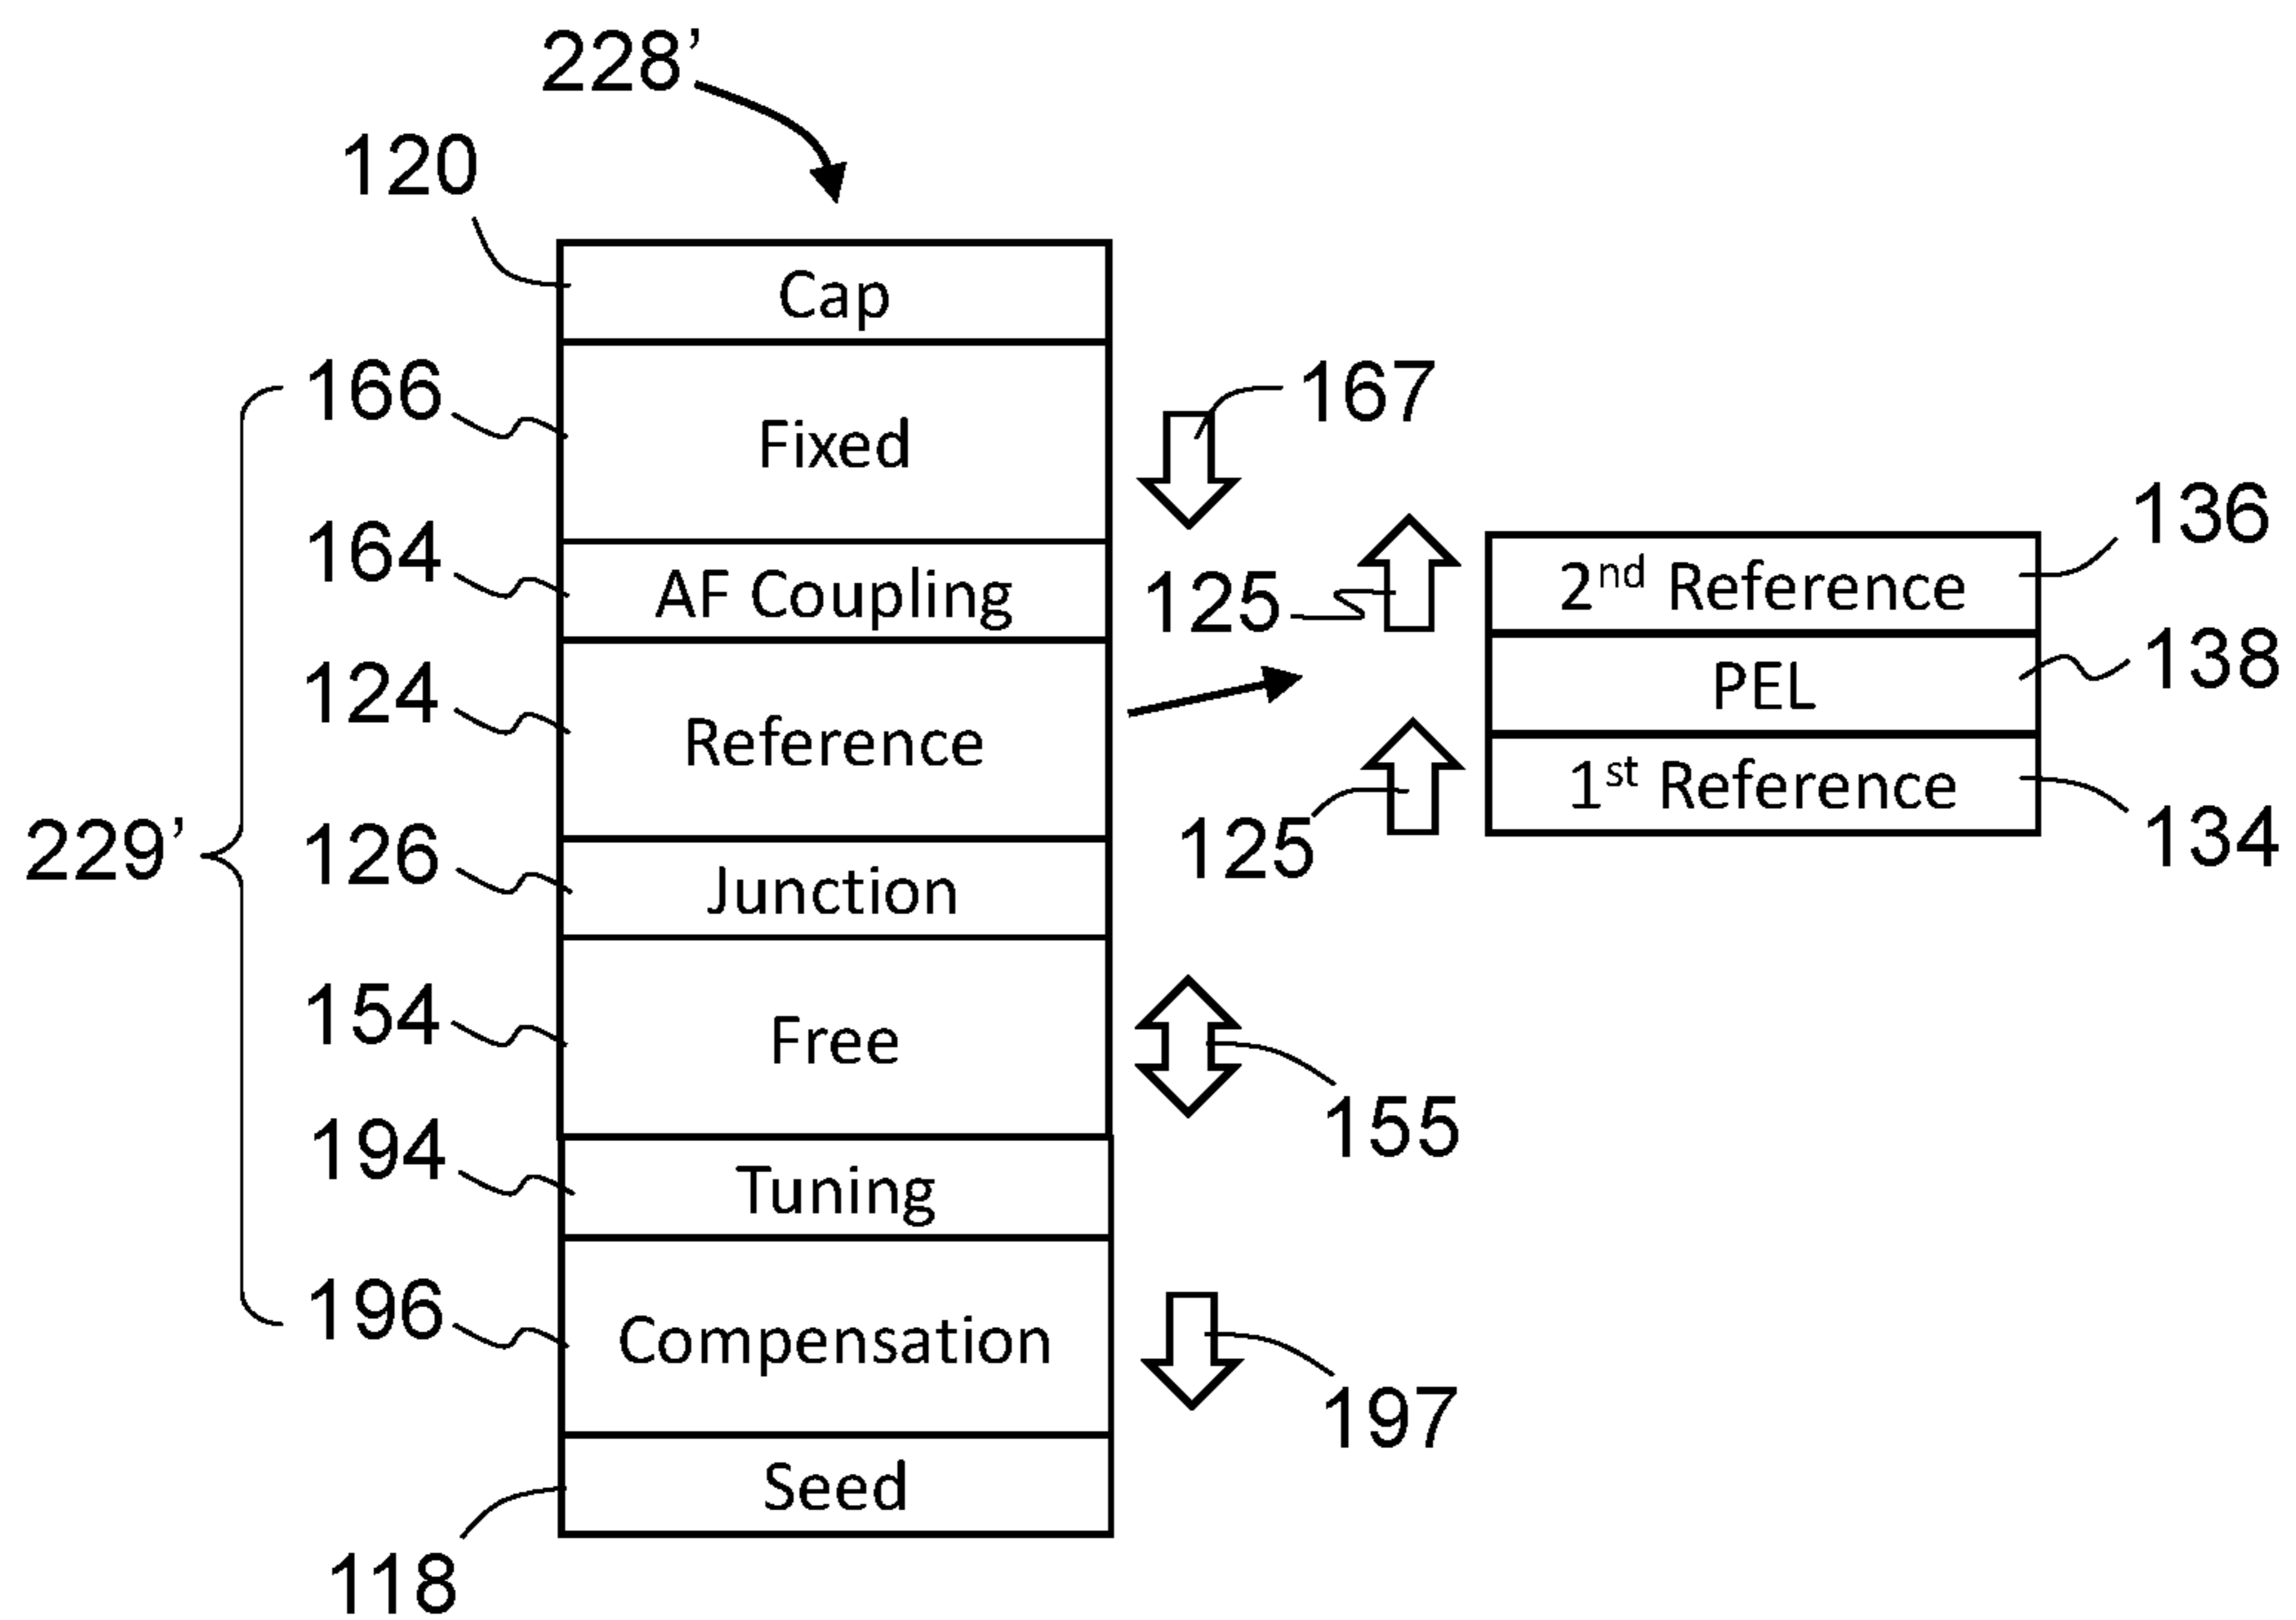 228’
120
Cap
166
Fixed
167
164
AF Coupling
125
2nd Reference
136
124
Reference
PEL
138
125
1st Reference
134
229’
126
Junction
154
Free
155
194
Tuning
196
Compensation
197
Seed
118